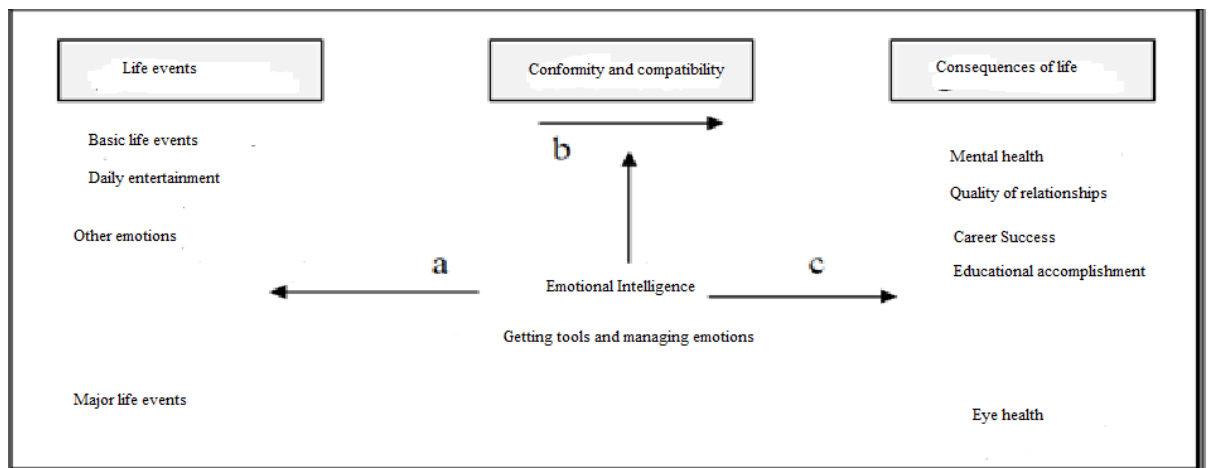 Life events
Conformity and compatibility
Consequences of life
Basic life events
Daily entertainment
Other emotions
Major life events
b
a
c
Emotional Intelligence
Getting tools and managing emotions
Mental health
Quality of relationships
Career Success
Educational accomplishment
Eye health